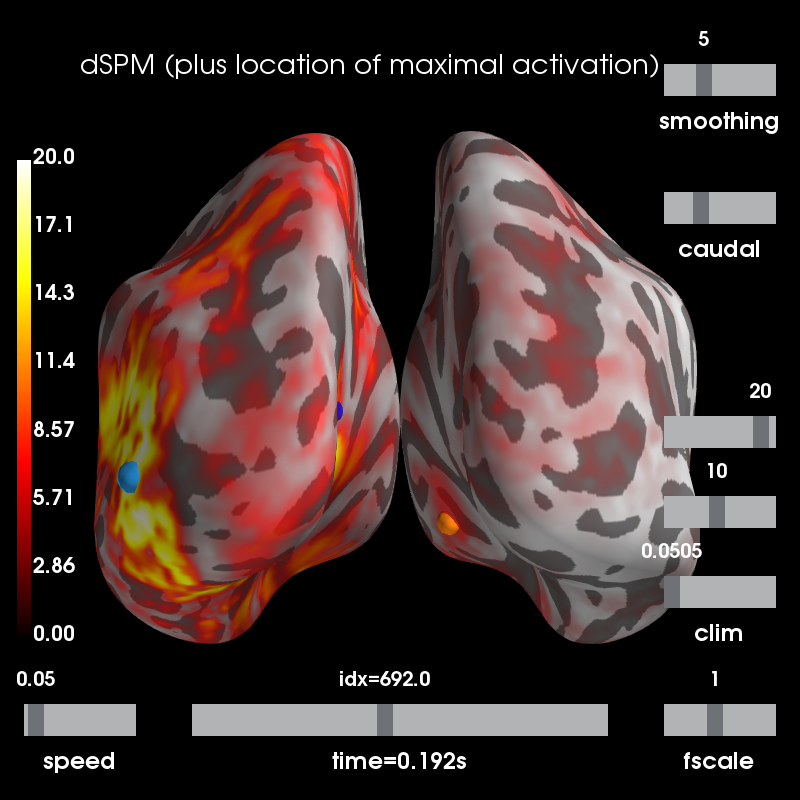 dSPM (plus location of maximal activation)
5
smoothing
caudal
20.0
17.1
14.3
11.4
8.57
5.71
2.86
0.00
20
10
0.0505
clim
0.05
speed
idx=692.0
time=0.192s
1
fscale